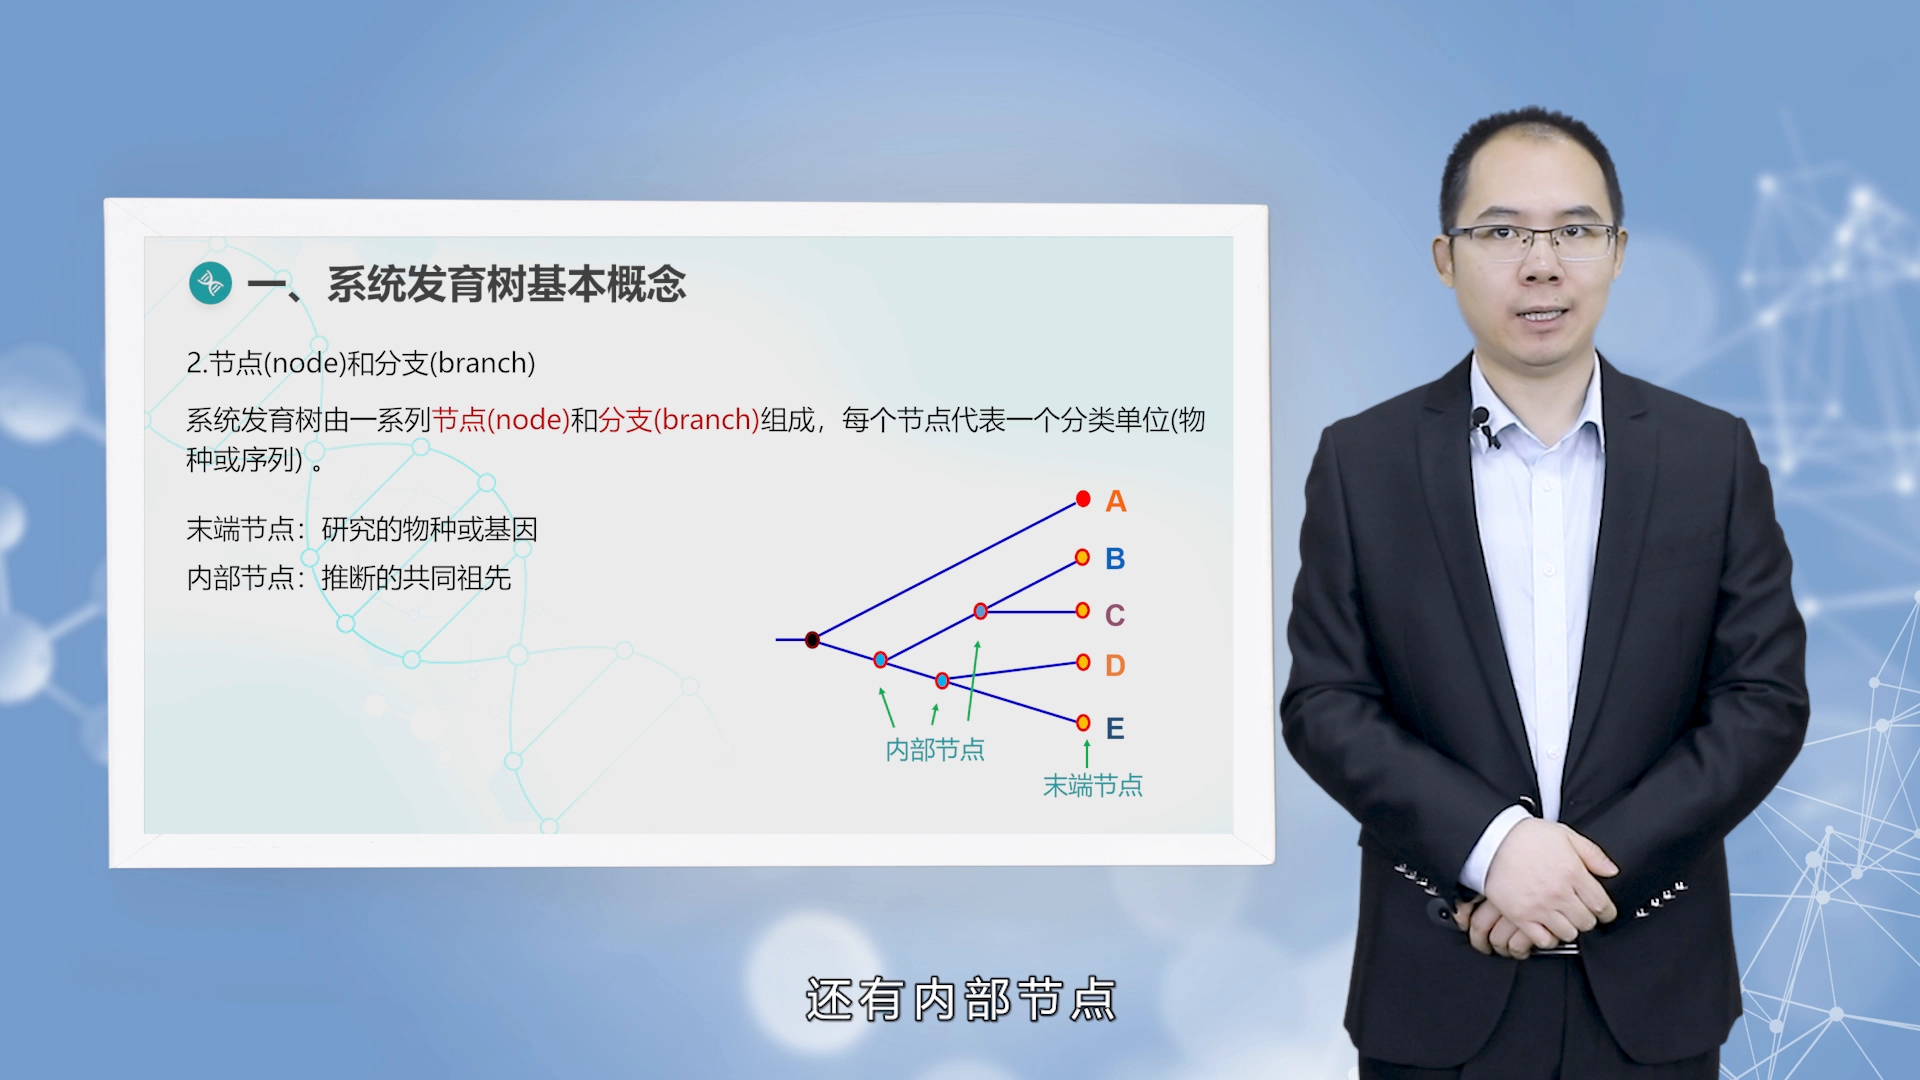 一、系统发育树基本概念
2.节点(node)和分支(branch)
系统发育树由一系列节点(node)和分支(branch)组成，每个节点代表一个分类单位(物
种或序列)。
末端节点：研究的物种或基因
内部节点：推断的共同祖先
A
B
C
D
E
内部节点
末端节点
还有内部节点